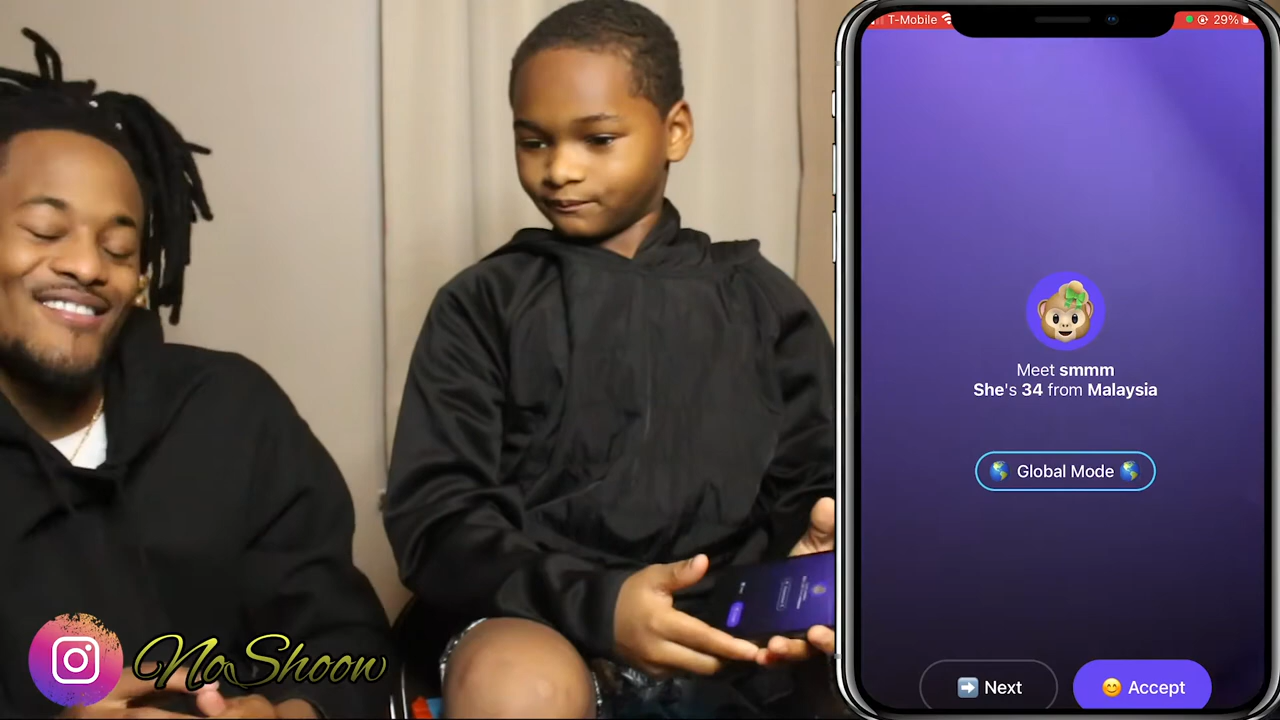 T-Mobile
29%
Meet smmm
She's 34 from Malaysia
Global Mode
Next
Accept
NoShoow